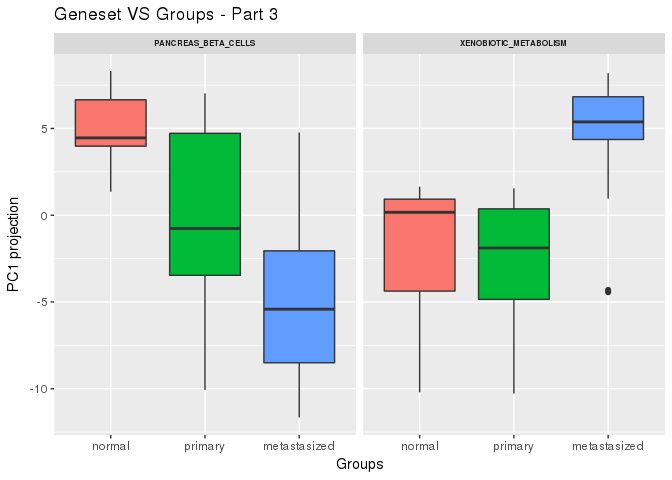 Geneset VS Groups - Part 3
PANCREAS_BETA_CELLS
XENOBIOTIC_METABOLISM
PC1 projection
5
0
-5
-10
normal
primary
metastasized
normal
primary
metastasized
Groups